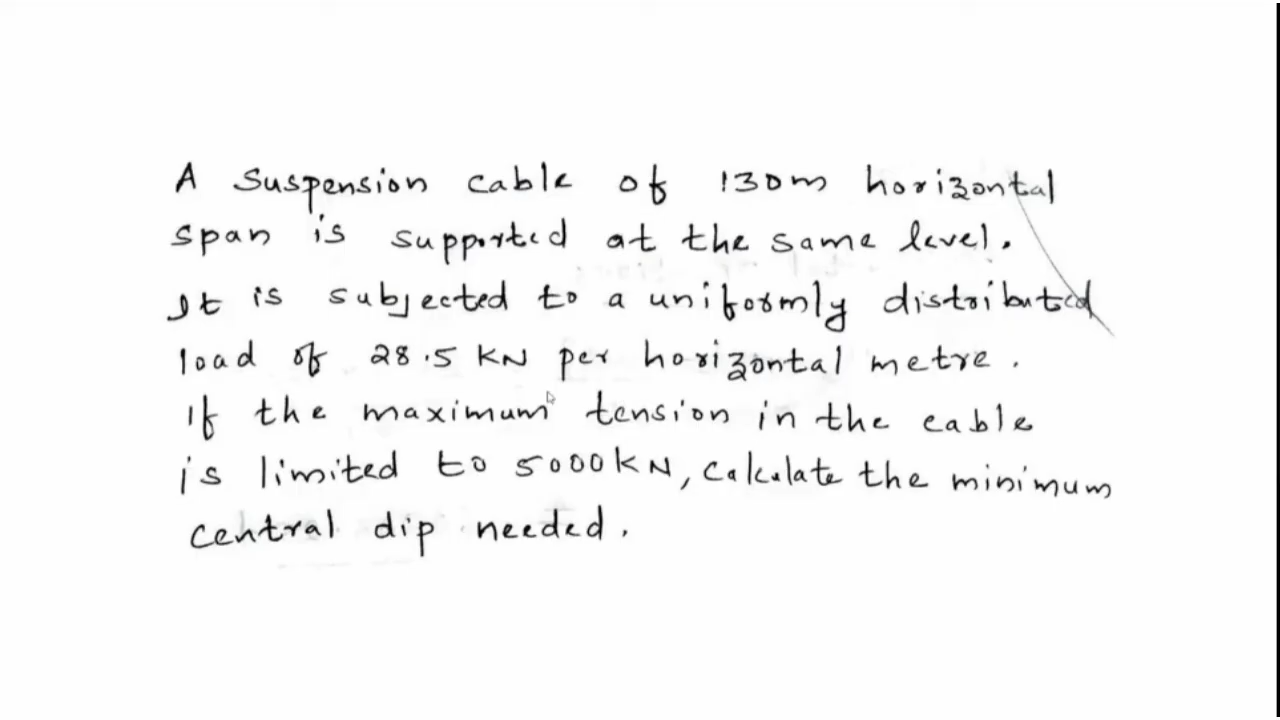 A Suspension cable of 130m horizontal
span is supported at the same level.
It is subjected to a uniformly distributed
load of 28.5 KN per horizontal metre.
If the maximum tension in the cable
is limited to 5000KN, calculate the minimum
central dip needed.